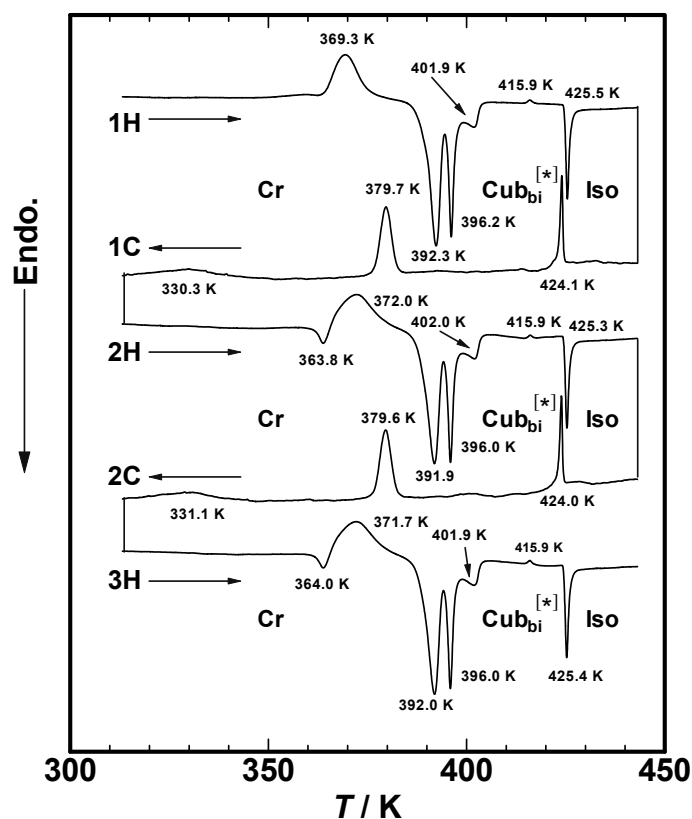 369.3 K
401.9 K
415.9 K
425.5 K
1H
Cr
379.7 K
Cub_bi^[*]
Iso
396.2 K
1C
392.3 K
330.3 K
424.1 K
372.0 K
402.0 K
415.9 K
425.3 K
2H
363.8 K
Cr
379.6 K
Cub_bi^[*]
Iso
396.0 K
391.9
2C
331.1 K
424.0 K
371.7 K
401.9 K
415.9 K
3H
364.0 K
Cr
Cub_bi^[*]
Iso
396.0 K
425.4 K
392.0 K
Endo.
300 350 400 450
T / K